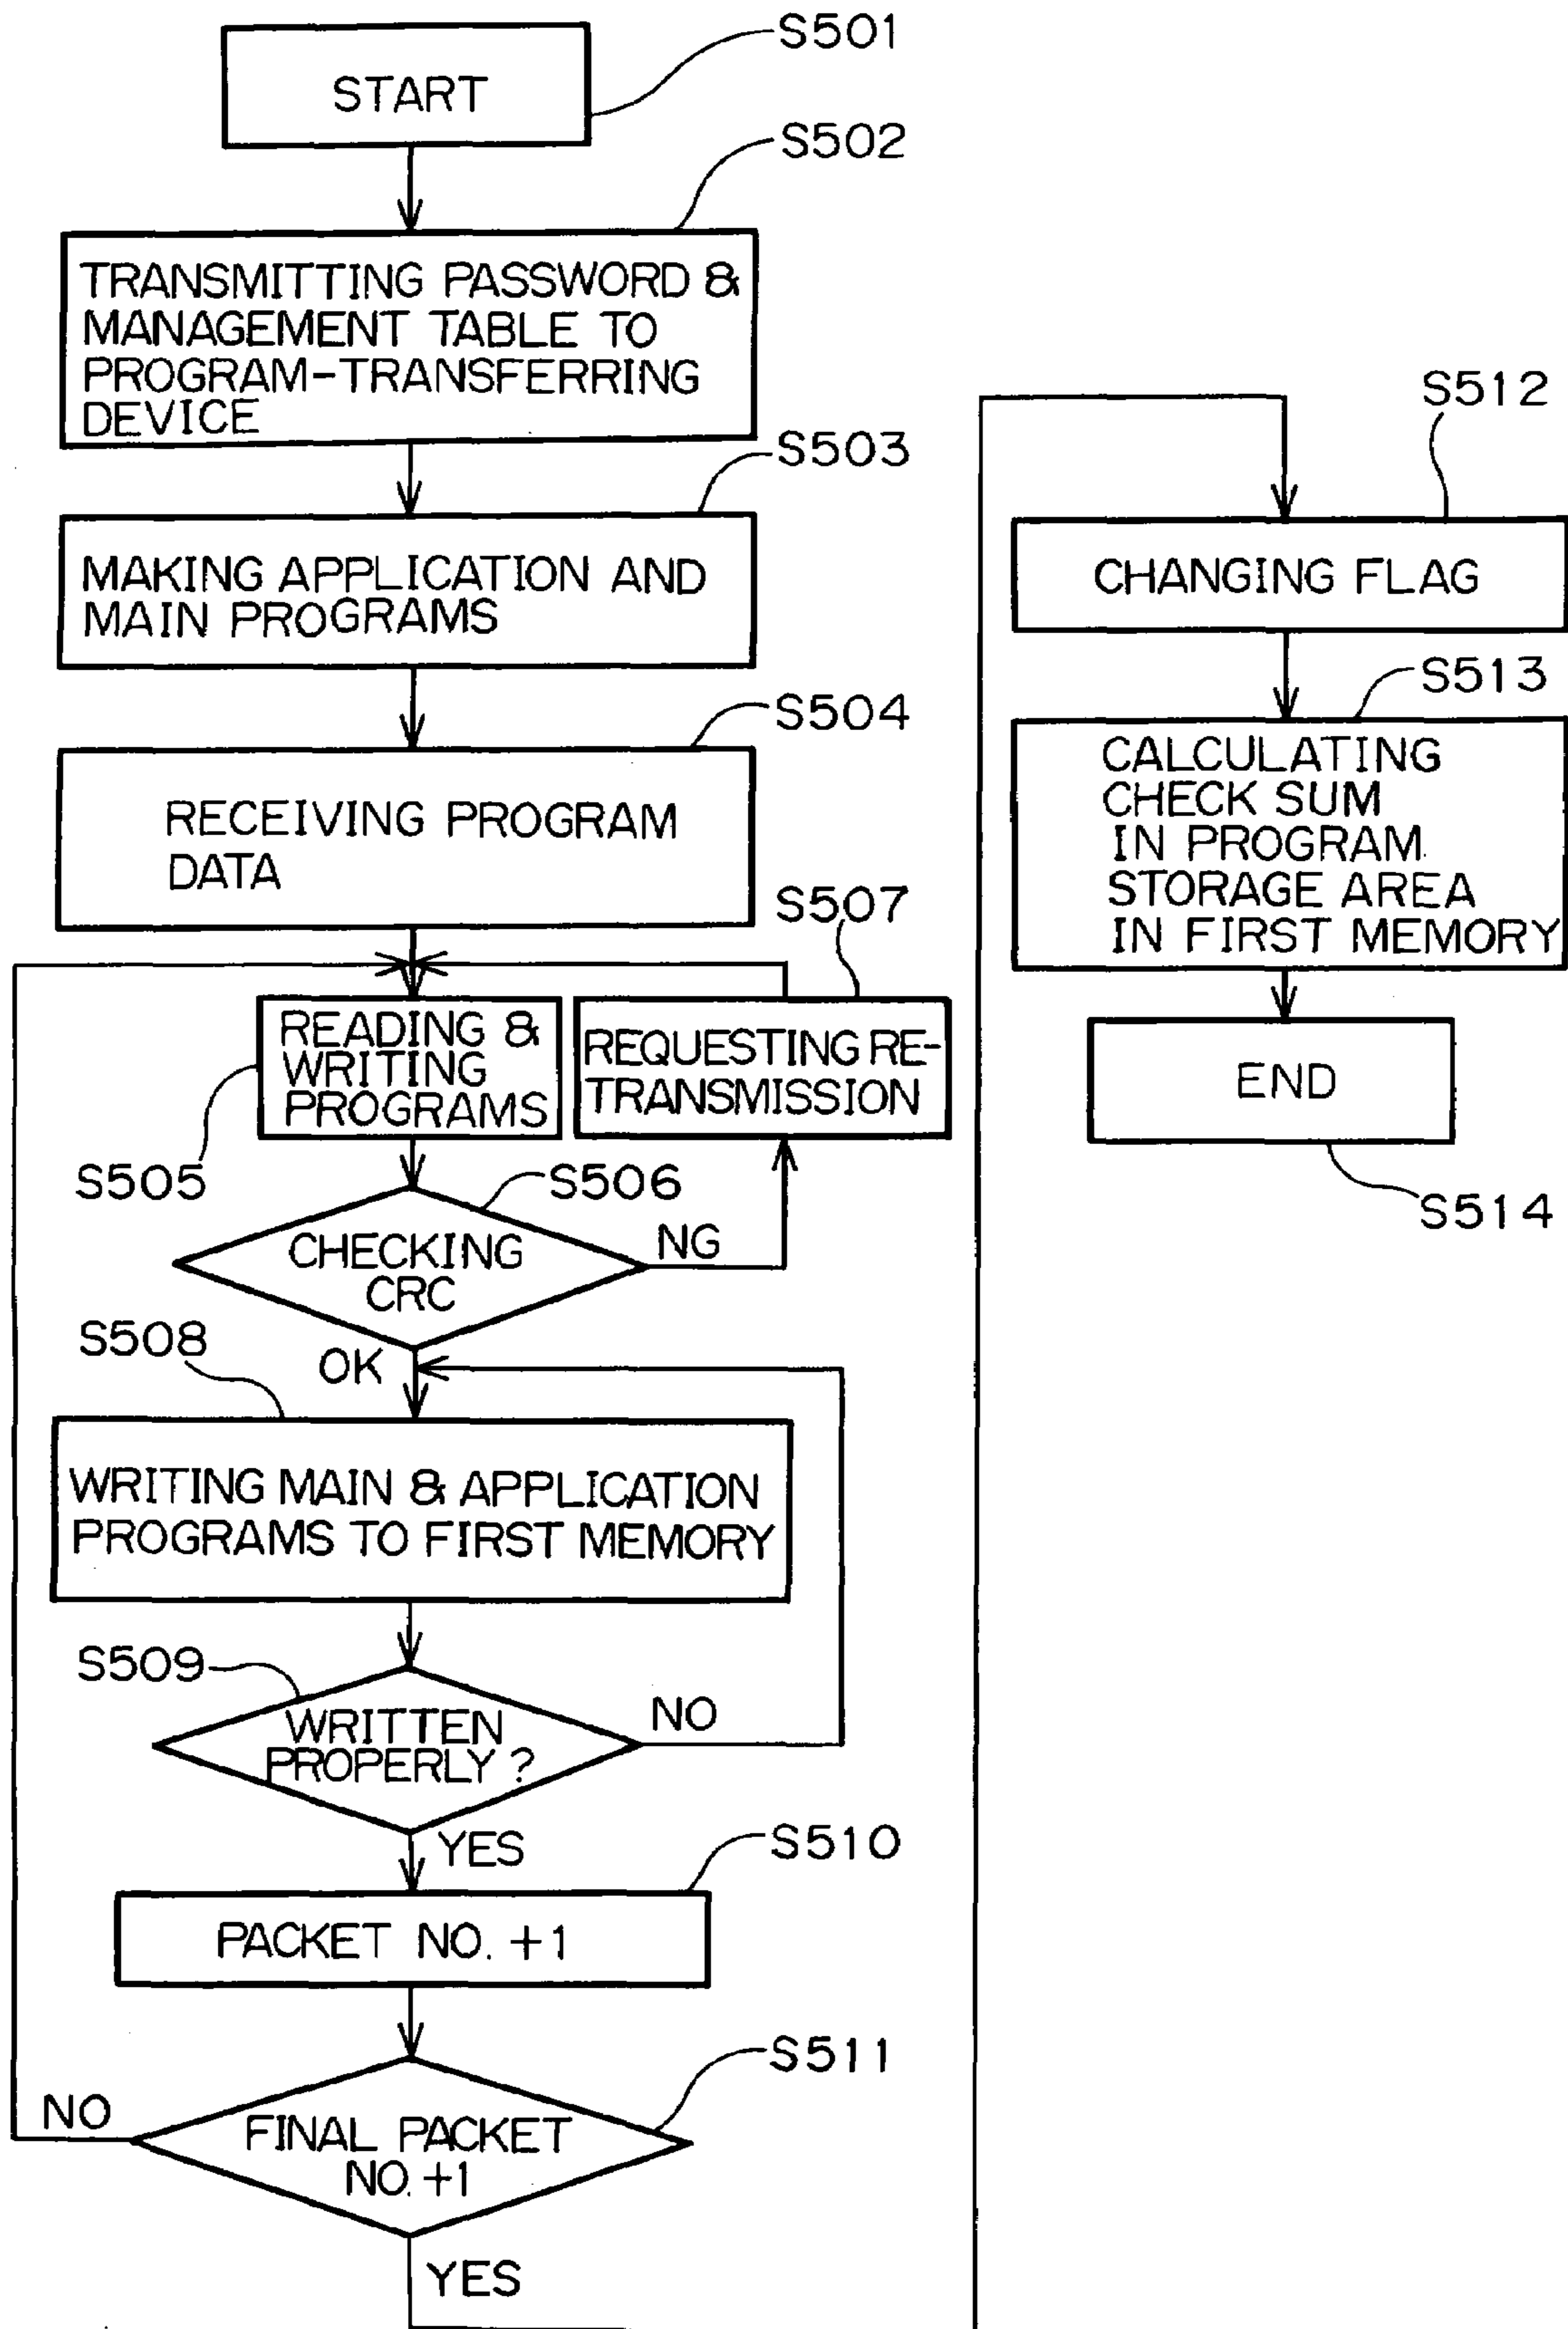 S501
START
S502
TRANSMITTING PASSWORD &
MANAGEMENT TABLE TO
PROGRAM-TRANSFERRING
DEVICE
S503
MAKING APPLICATION AND
MAIN PROGRAMS
S504
RECEIVING PROGRAM
DATA
S507
READING &
WRITING
PROGRAMS
REQUESTING RE-
TRANSMISSION
S505
S506
CHECKING
CRC
NG
S508
OK
WRITING MAIN & APPLICATION
PROGRAMS TO FIRST MEMORY
S509
WRITTEN
PROPERLY ?
NO
YES
S510
PACKET NO. +1
S511
NO
FINAL PACKET
NO. +1
YES
S512
CHANGING FLAG
S513
CALCULATING
CHECK SUM
IN PROGRAM
STORAGE AREA
IN FIRST MEMORY
END
S514